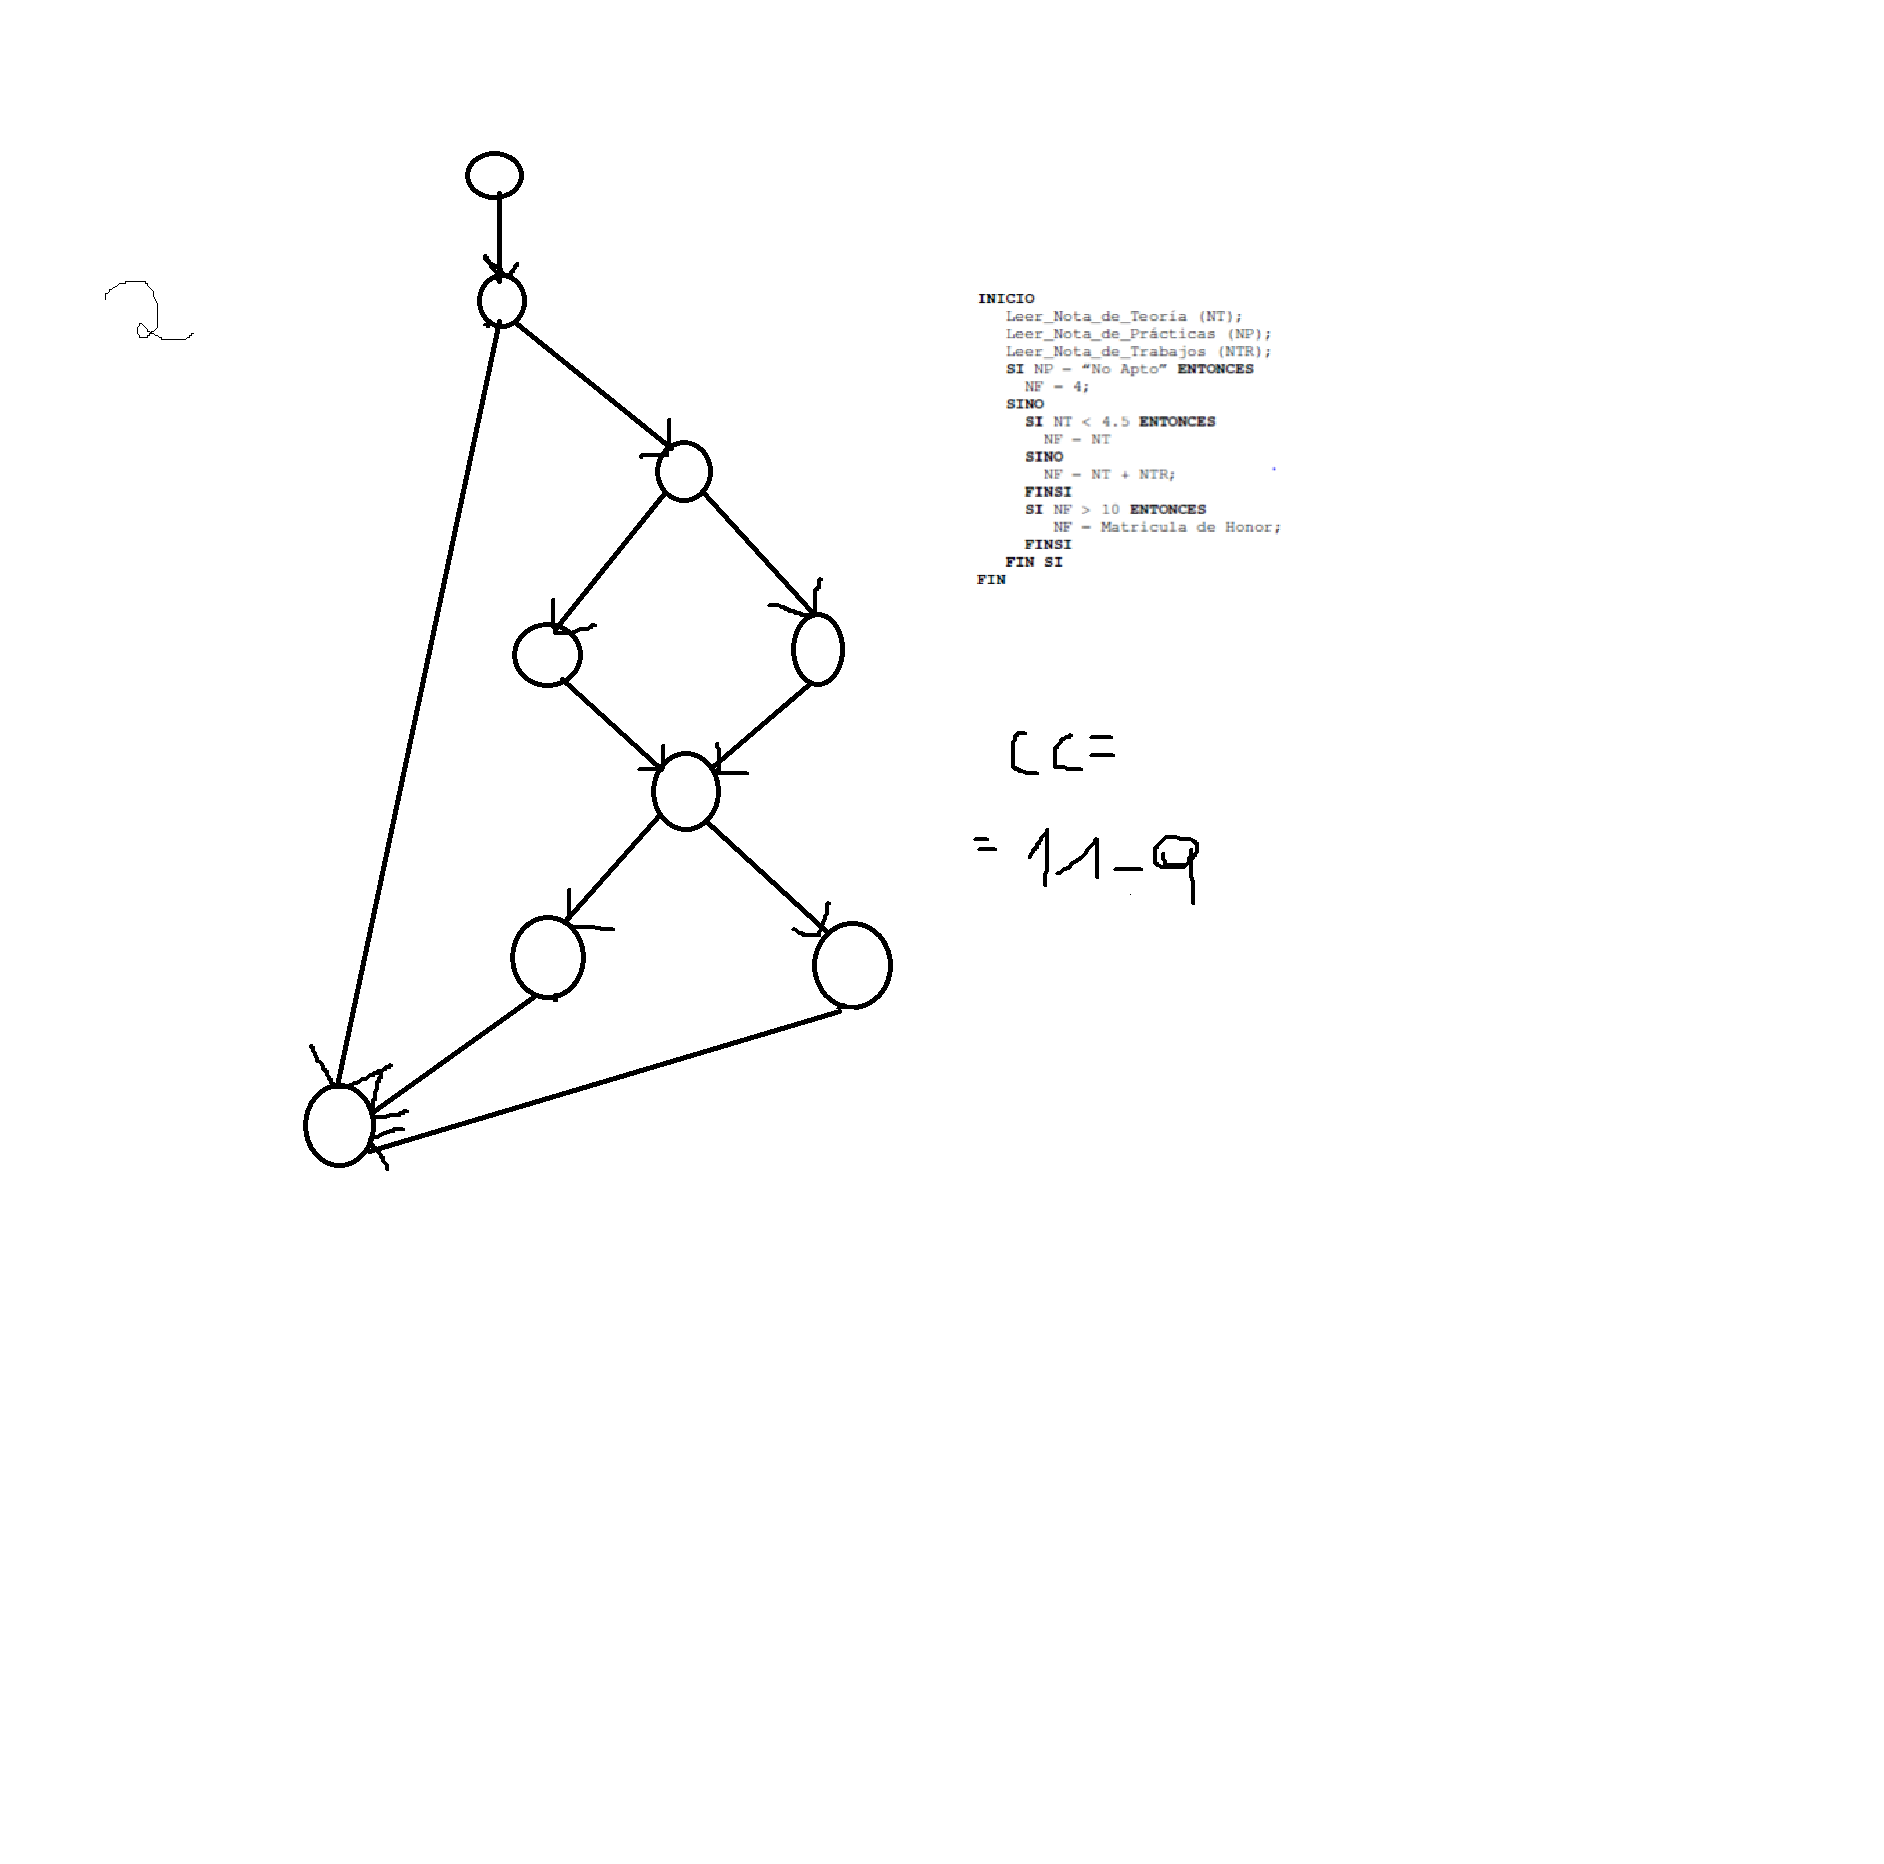 2
INICIO
Leer_Nota_de_Teoría (NT);
Leer_Nota_de_Prácticas (NP);
Leer_Nota_de_Trabajos (NTR);
SI NP = “No Apto” ENTONCES
NF = 4;
SINO
SI NT < 4.5 ENTONCES
NF = NT
SINO
NF = NT + NTR;
FINSI
SI NF > 10 ENTONCES
NF = Matricula de Honor;
FINSI
FIN SI
FIN
CC=
= 11-9